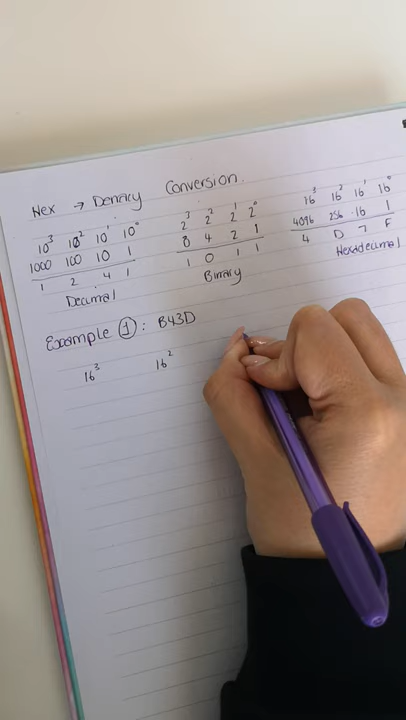 Hex → Denary Conversion
10³ 10² 10¹ 10⁰
1000 100 10 1
1 2 4 1
Decimal
2³ 2² 2¹ 2⁰
8 4 2 1
1 0 1 1
Binary
16³ 16² 16¹ 16⁰
4096 256 16 1
4 D 7 F
Hexadecimal
Example ①: B43D
16³ 16²